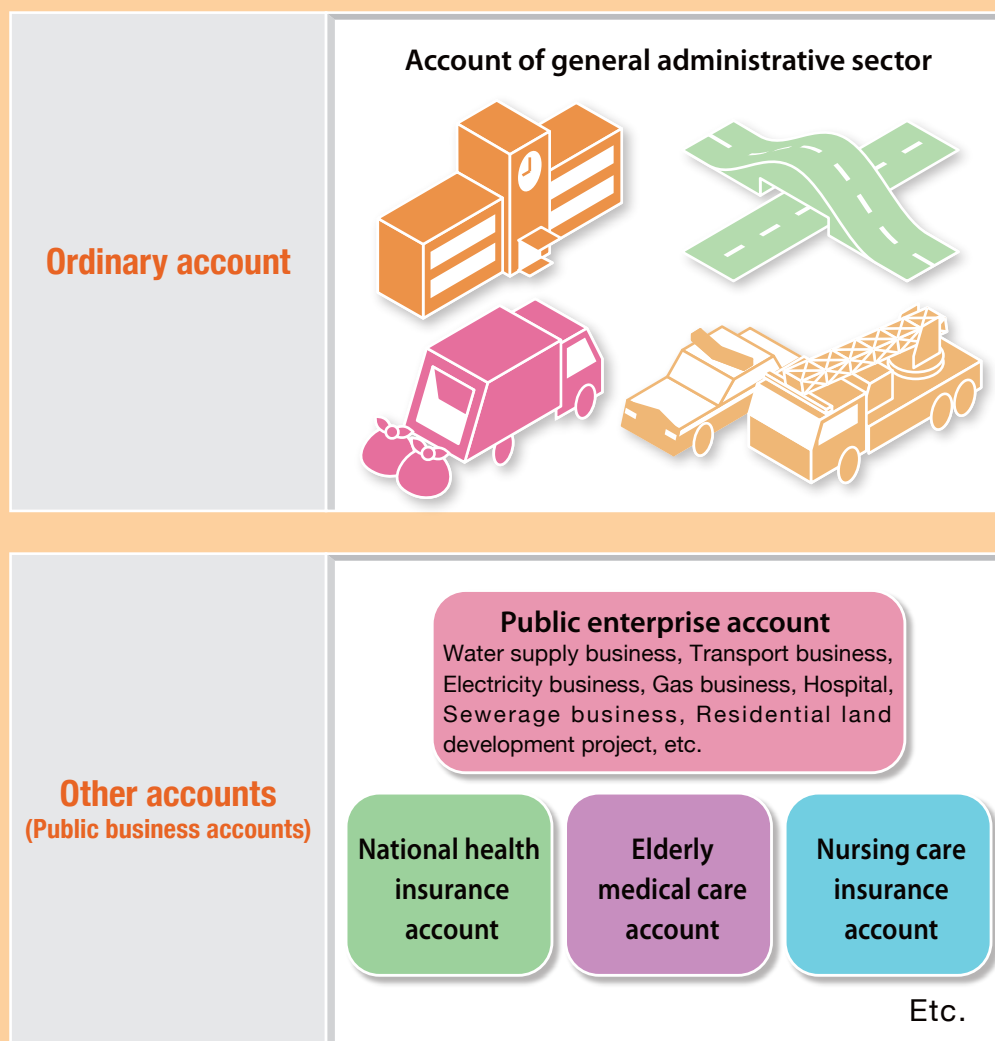 Account of general administrative sector
Ordinary account
Public enterprise account
Water supply business, Transport business,
Electricity business, Gas business, Hospital,
Sewerage business, Residential land
development project, etc.
Other accounts
(Public business accounts)
National health
insurance
account
Elderly
medical care
account
Nursing care
insurance
account
Etc.